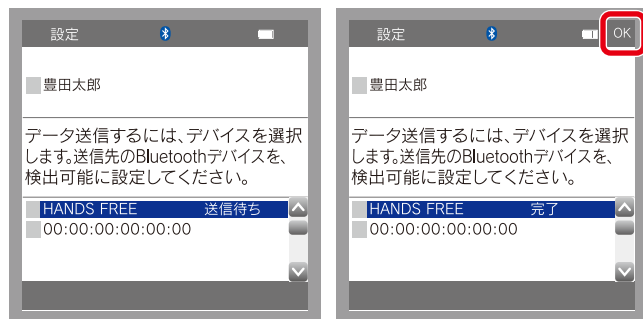 設定
豊田太郎
データ送信するには、デバイスを選択
します。送信先のBluetoothデバイスを、
検出可能に設定してください。
HANDS FREE 送信待ち
00:00:00:00:00:00
設定 OK
豊田太郎
データ送信するには、デバイスを選択
します。送信先のBluetoothデバイスを、
検出可能に設定してください。
HANDS FREE 完了
00:00:00:00:00:00